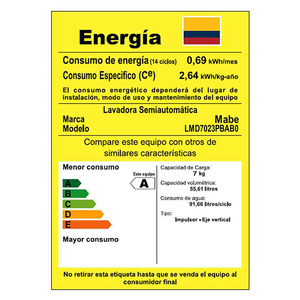 Energía
Consumo de energía (14 ciclos) 0,69 kWh/mes
Consumo Especifico (Cᵉ) 2,64 kWh/kg-año
El consumo energético dependerá del lugar de
instalación, modo de uso y mantenimiento del equipo
Lavadora Semiautomática
Marca Mabe
Modelo LMD7023PBAB0
Compare este equipo con otros de
similares características
Menor consumo
Este equipo
A
A
B
C
D
E
Mayor consumo
Capacidad de Carga:
7 kg
Capacidad volumétrica:
55,61 litros
Consumo de agua:
91,66 litros/ciclo
Tipo:
Impulsor - Eje vertical
No retirar esta etiqueta hasta que se venda el equipo al
consumidor final